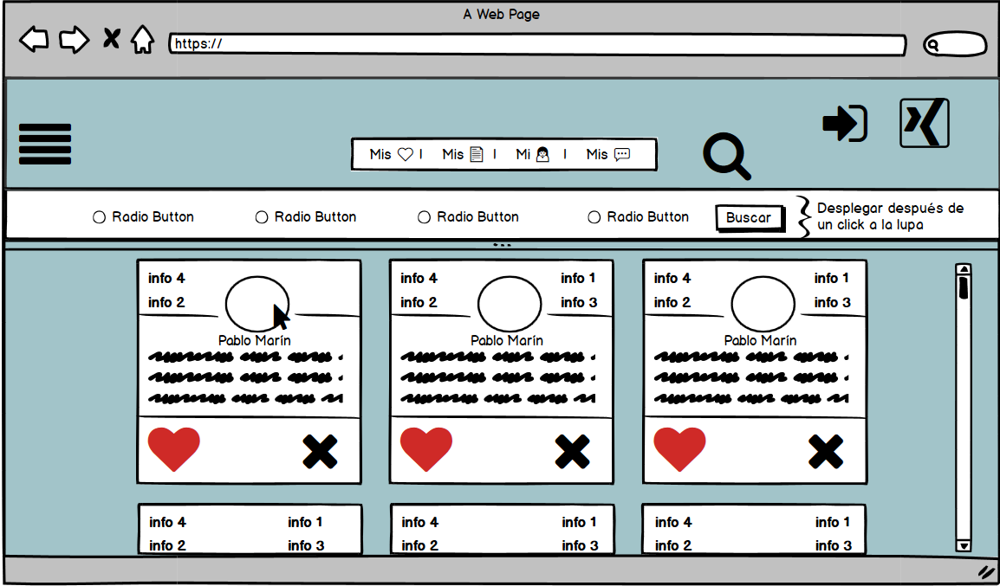 A Web Page
https://
Mis | Mis | Mi | Mis
Radio Button Radio Button Radio Button Radio Button Buscar
Desplegar después de
un click a la lupa
info 4
info 2
Pablo Marín
info 4 info 1
info 2 info 3
Pablo Marín
info 4 info 1
info 2 info 3
Pablo Marín
info 4 info 1
info 2 info 3
info 4 info 1
info 2 info 3
info 4 info 1
info 2 info 3